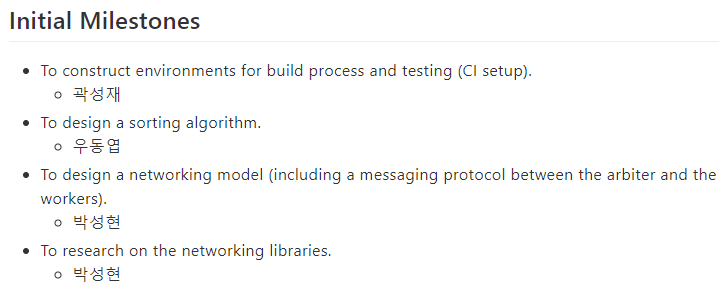 Initial Milestones
To construct environments for build process and testing (CI setup).
곽성재
To design a sorting algorithm.
우동엽
To design a networking model (including a messaging protocol between the arbiter and the
workers).
박성현
To research on the networking libraries.
박성현